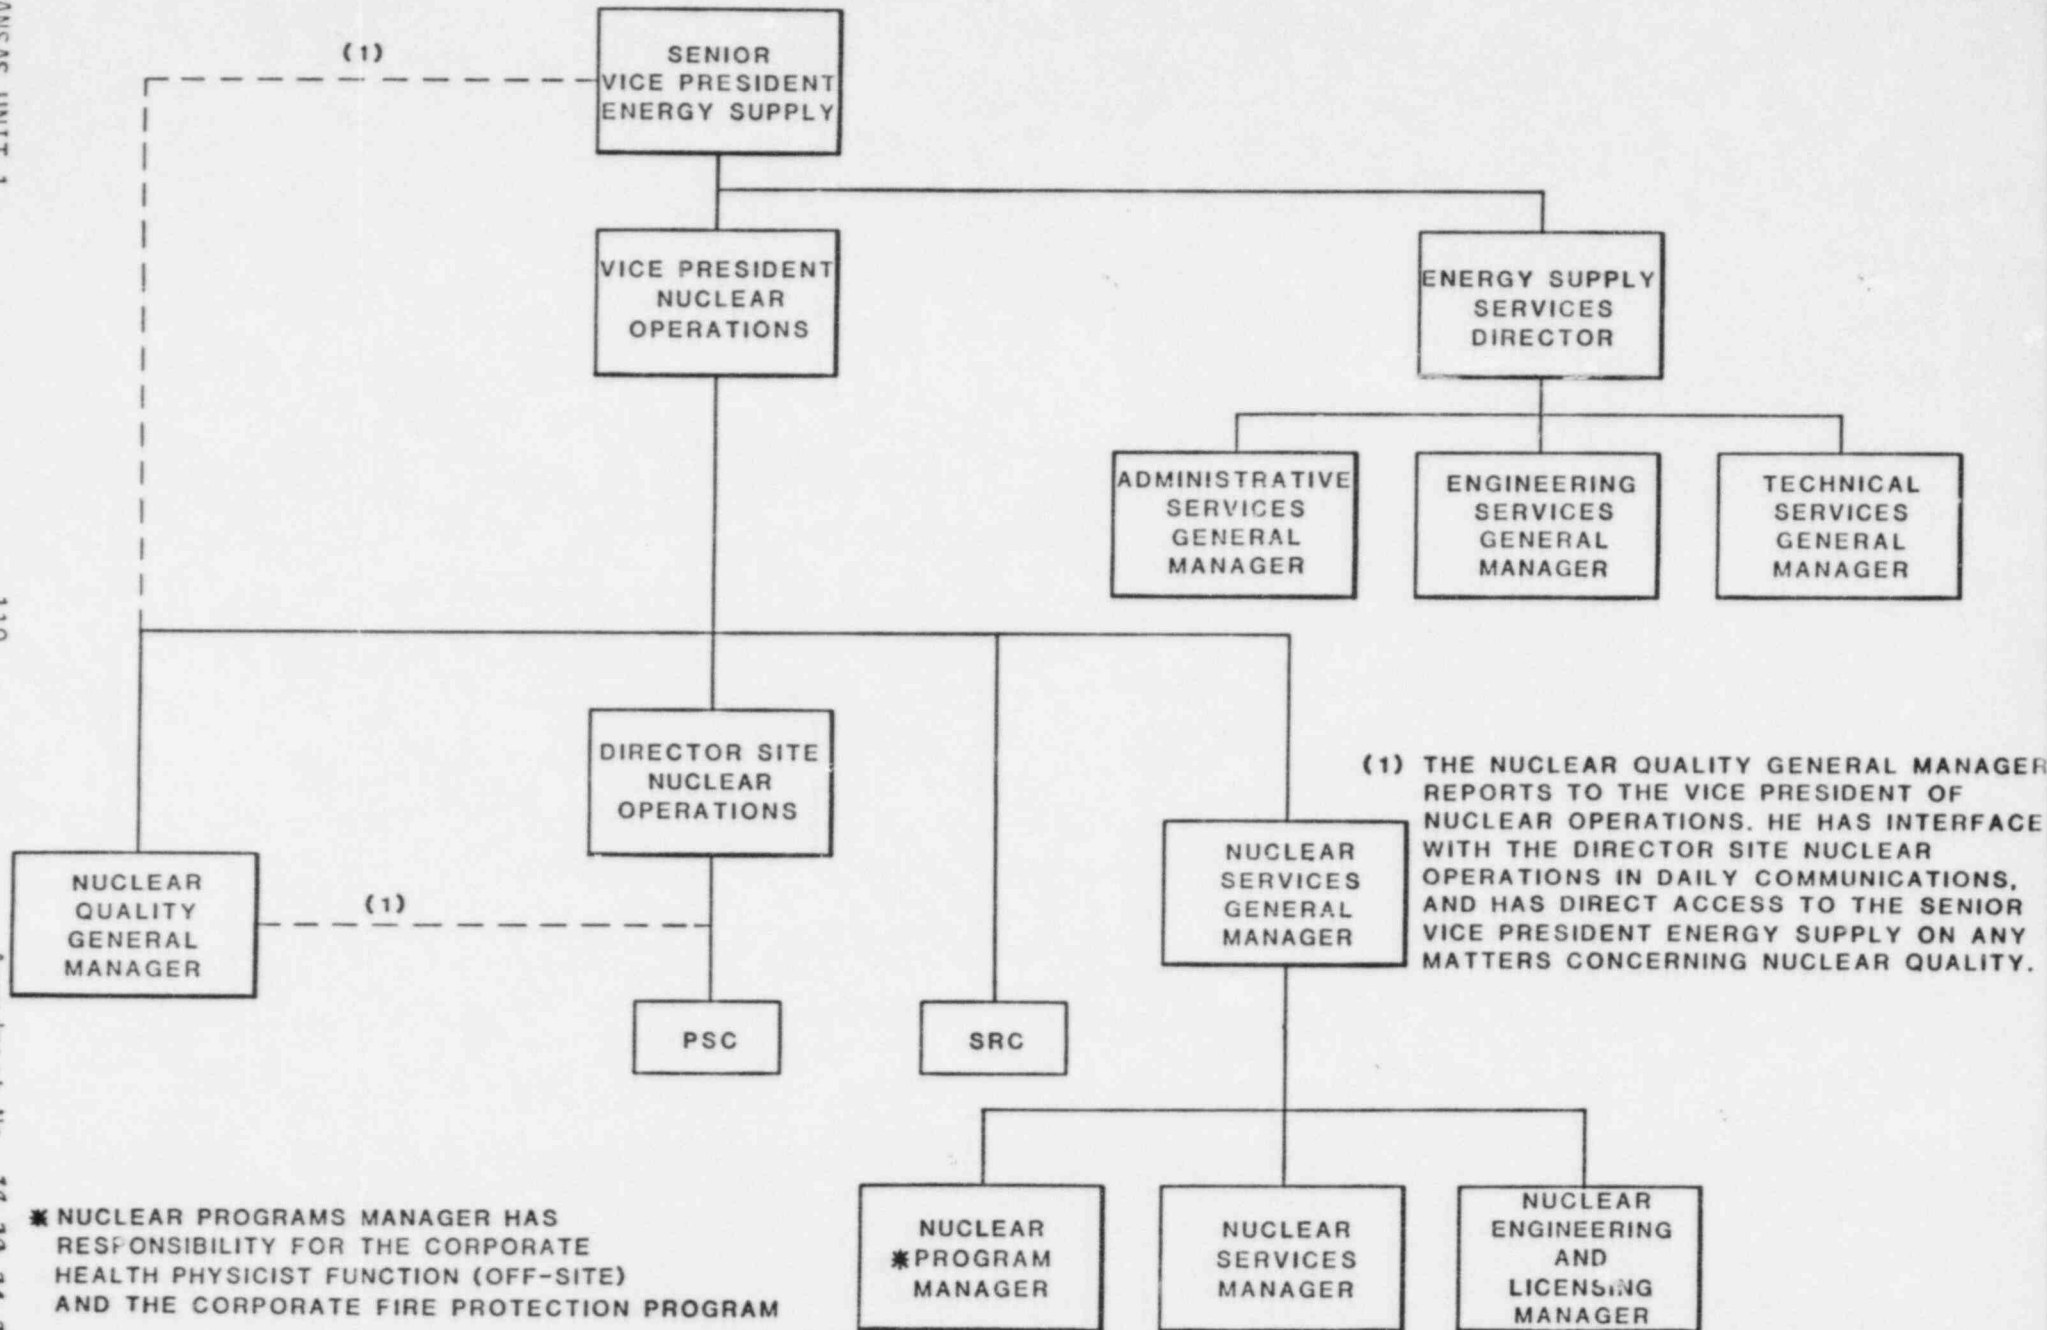 (1)
SENIOR
VICE PRESIDENT
ENERGY SUPPLY
VICE PRESIDENT
NUCLEAR
OPERATIONS
ENERGY SUPPLY
SERVICES
DIRECTOR
ADMINISTRATIVE
SERVICES
GENERAL
MANAGER
ENGINEERING
SERVICES
GENERAL
MANAGER
TECHNICAL
SERVICES
GENERAL
MANAGER
DIRECTOR SITE
NUCLEAR
OPERATIONS
NUCLEAR
QUALITY
GENERAL
MANAGER
(1)
NUCLEAR
SERVICES
GENERAL
MANAGER
(1) THE NUCLEAR QUALITY GENERAL MANAGER
REPORTS TO THE VICE PRESIDENT OF
NUCLEAR OPERATIONS. HE HAS INTERFACE
WITH THE DIRECTOR SITE NUCLEAR
OPERATIONS IN DAILY COMMUNICATIONS,
AND HAS DIRECT ACCESS TO THE SENIOR
VICE PRESIDENT ENERGY SUPPLY ON ANY
MATTERS CONCERNING NUCLEAR QUALITY.
PSC
SRC
* NUCLEAR PROGRAMS MANAGER HAS
RESPONSIBILITY FOR THE CORPORATE
HEALTH PHYSICIST FUNCTION (OFF-SITE)
AND THE CORPORATE FIRE PROTECTION PROGRAM
NUCLEAR
*PROGRAM
MANAGER
NUCLEAR
SERVICES
MANAGER
NUCLEAR
ENGINEERING
AND
LICENSING
MANAGER
UNIT 1